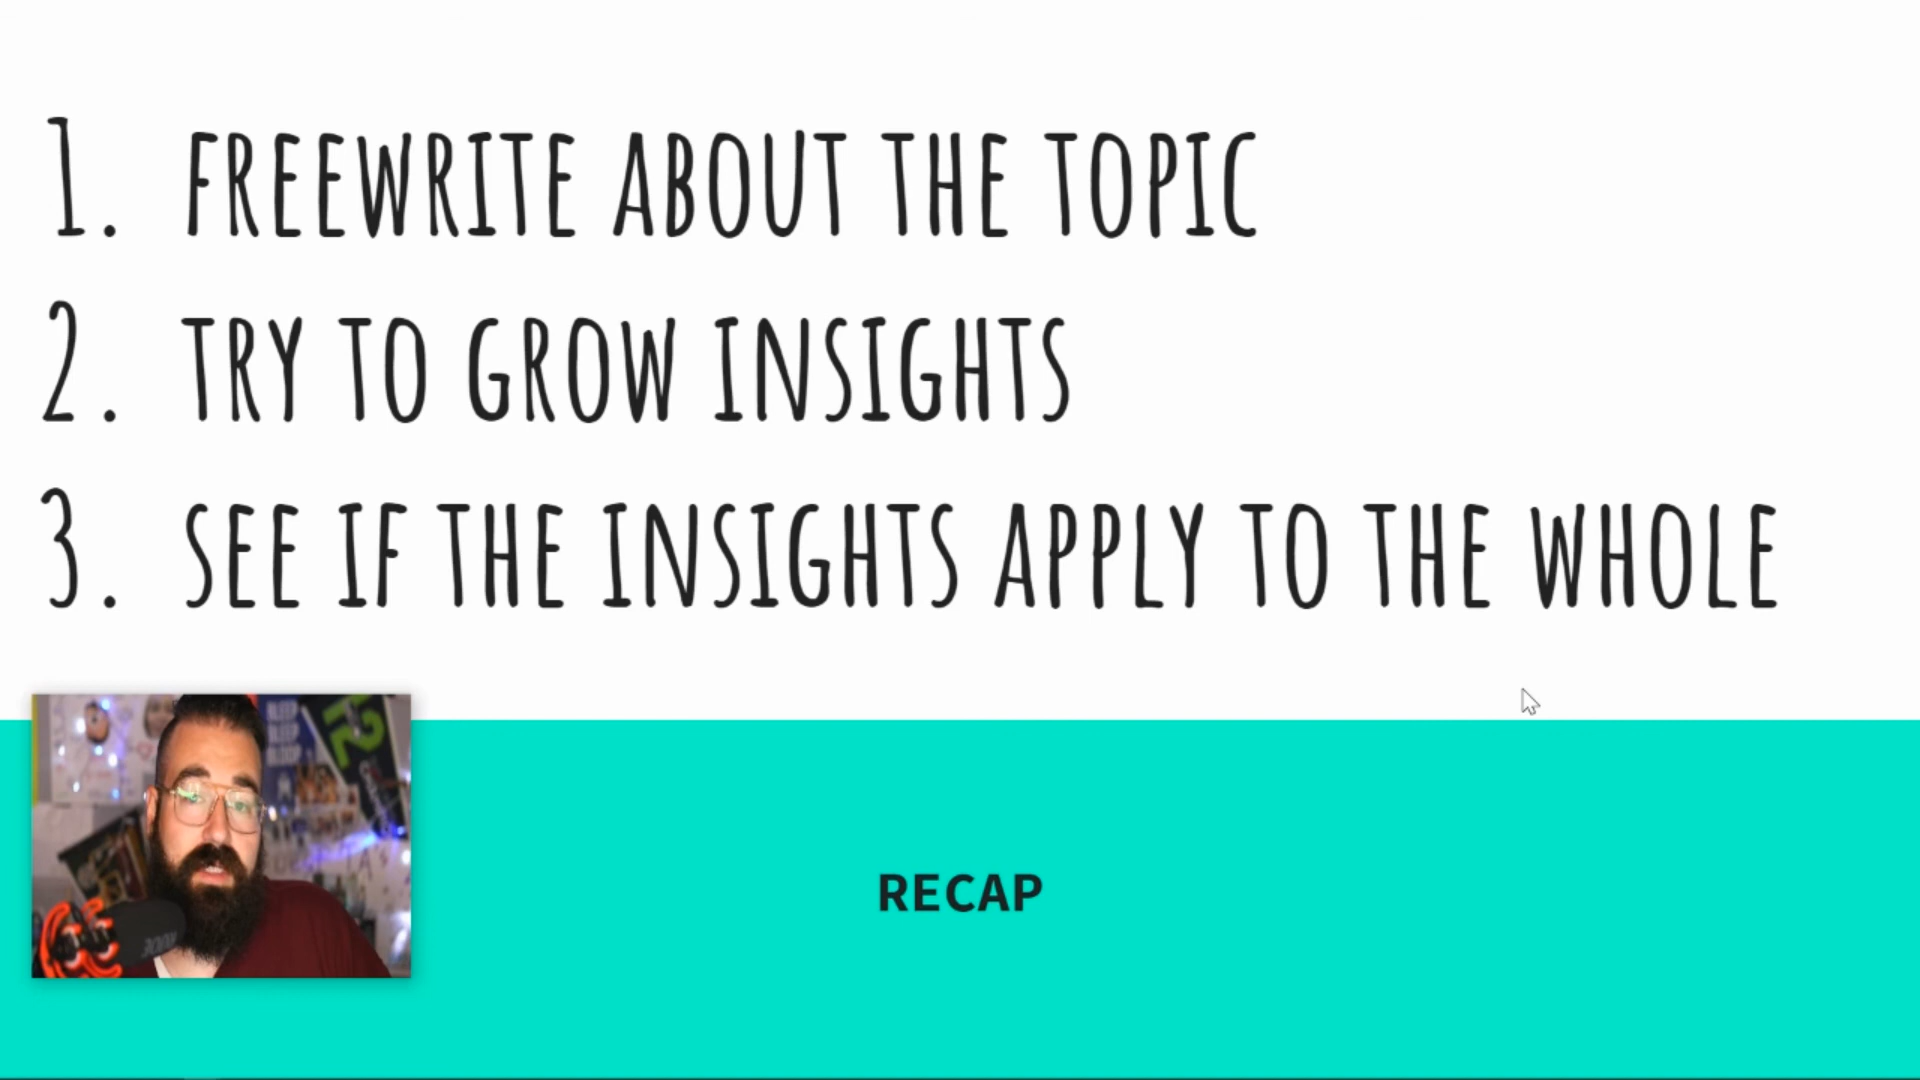 1. FREEWRITE ABOUT THE TOPIC
2. TRY TO GROW INSIGHTS
3. SEE IF THE INSIGHTS APPLY TO THE WHOLE
RECAP